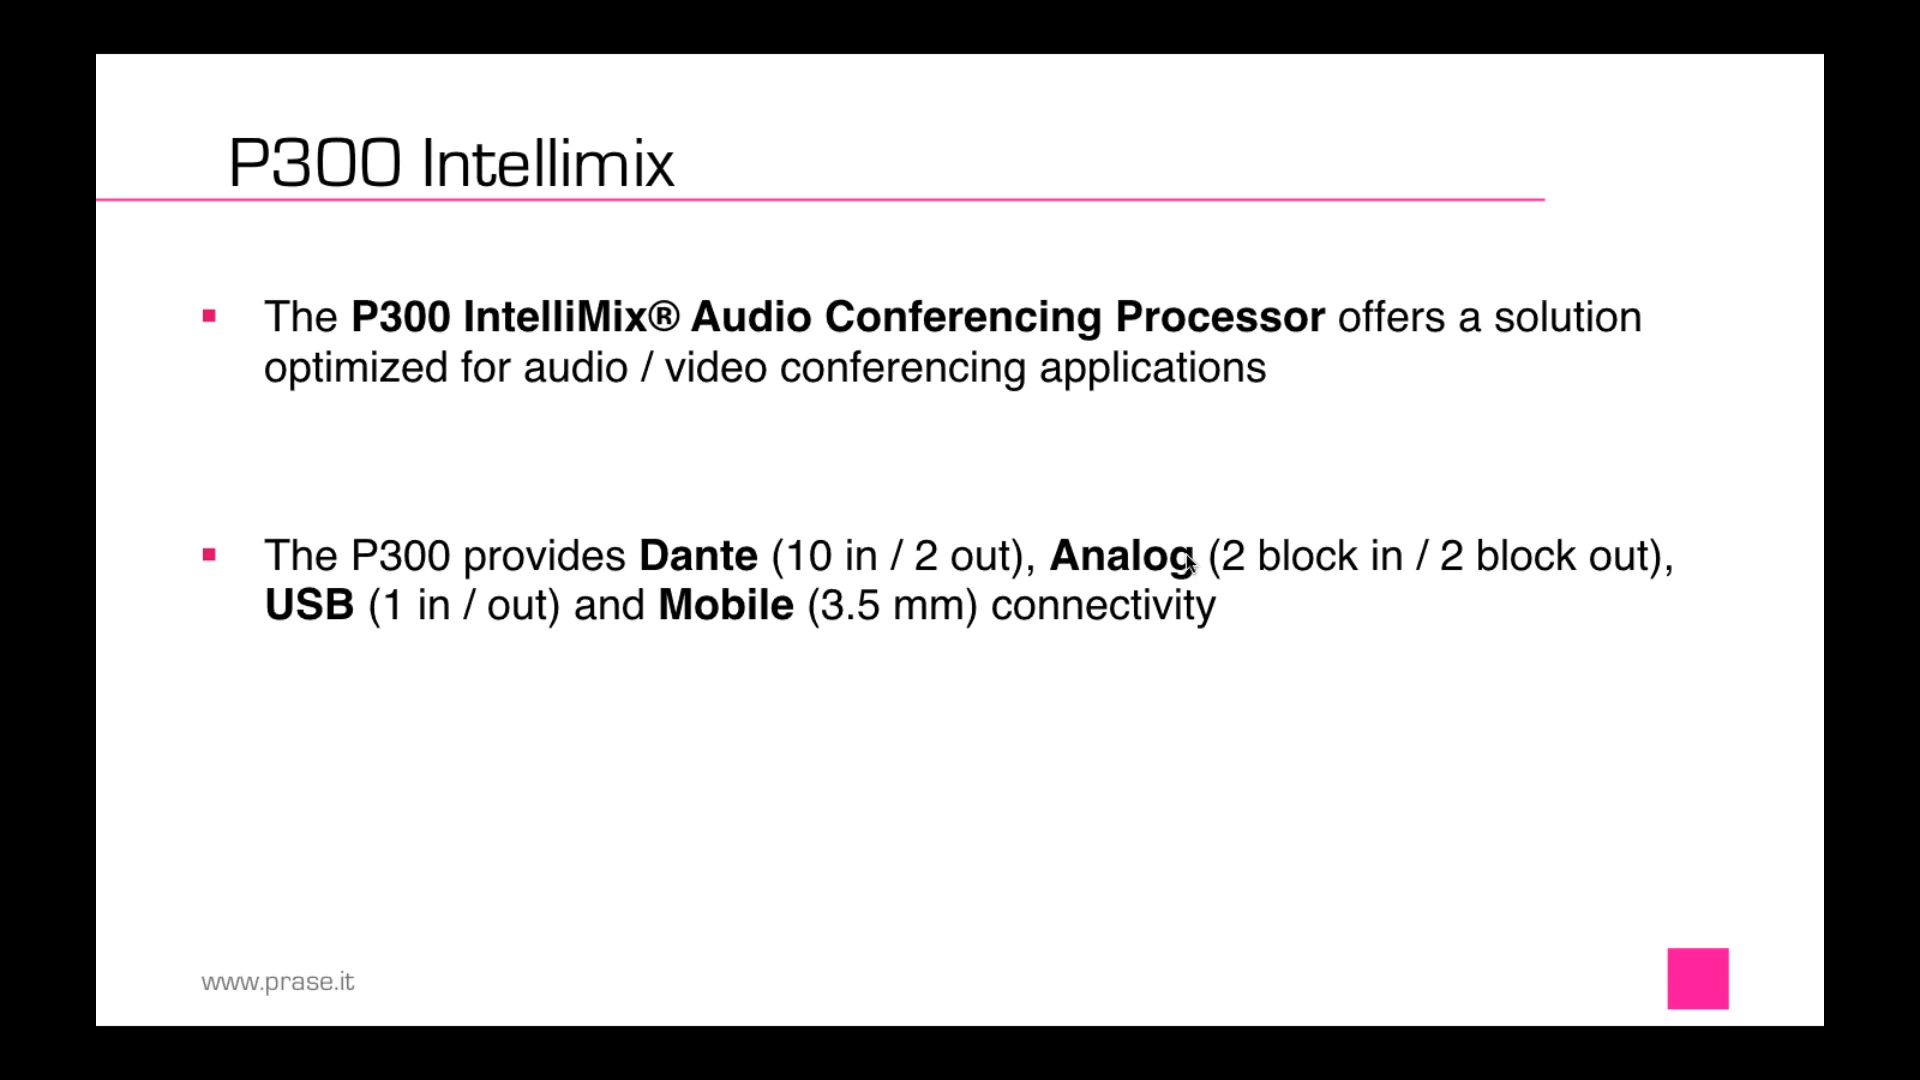 P300 Intellimix
The P300 IntelliMix® Audio Conferencing Processor offers a solution
optimized for audio / video conferencing applications
The P300 provides Dante (10 in / 2 out), Analog (2 block in / 2 block out),
USB (1 in / out) and Mobile (3.5 mm) connectivity
www.prase.it